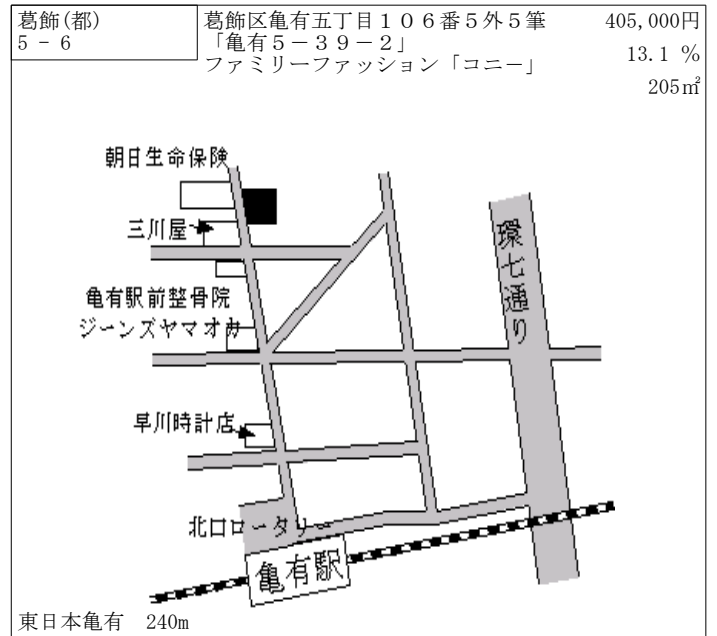 葛飾(都)
5 - 6
葛飾区亀有五丁目１０６番５外５筆
「亀有５－３９－２」
ファミリーファッション「コニー」
405,000円
13.1 %
205㎡
朝日生命保険
三川屋
亀有駅前整骨院
ジーンズヤマオカ
環七通り
早川時計店
北口ロータリー
亀有駅
東日本亀有　240m